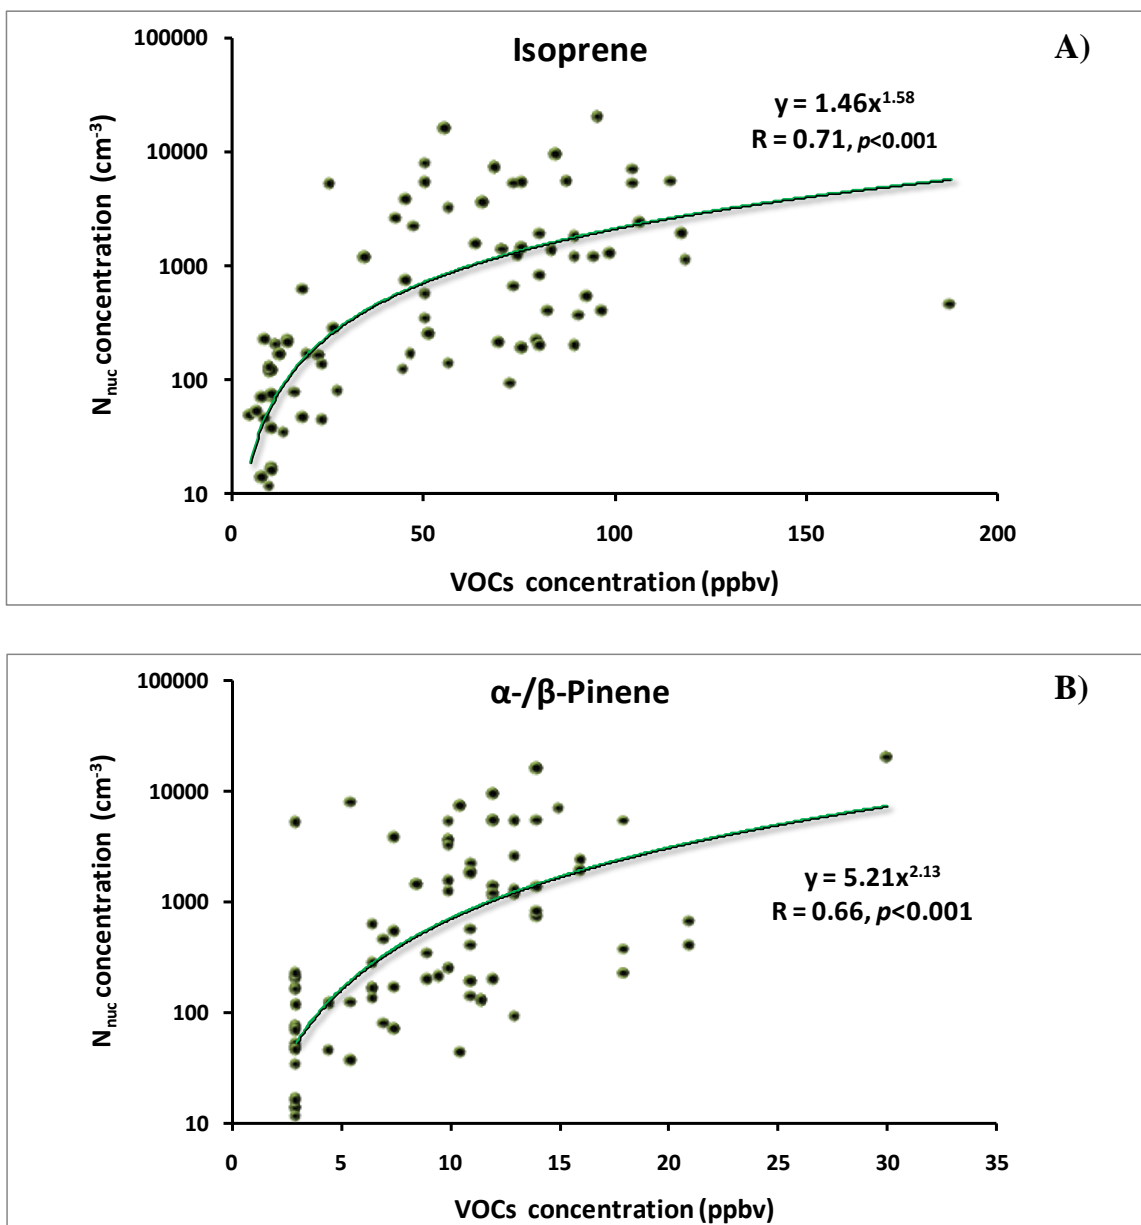 Isoprene
A)
100000
10000
1000
100
10
y = 1.46x^1.58
R = 0.71, p<0.001
N_nuc concentration (cm^-3)
0 50 100 150 200
VOCs concentration (ppbv)
α-/β-Pinene
B)
100000
10000
1000
100
10
y = 5.21x^2.13
R = 0.66, p<0.001
N_nuc concentration (cm^-3)
0 5 10 15 20 25 30 35
VOCs concentration (ppbv)